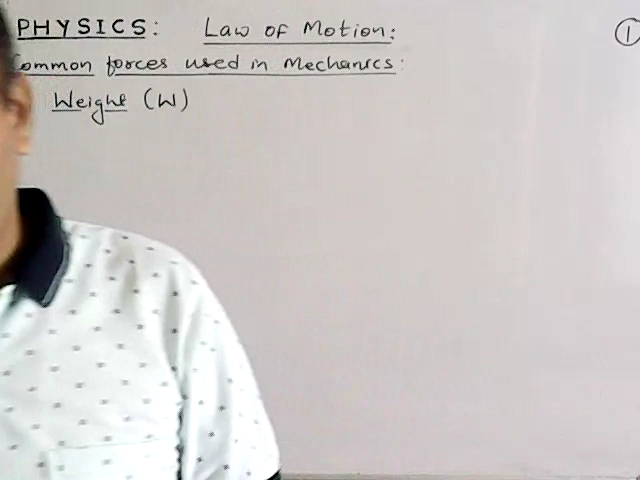 PHYSICS: Law of Motion: 1
Common forces used in Mechanics:
Weight (W)